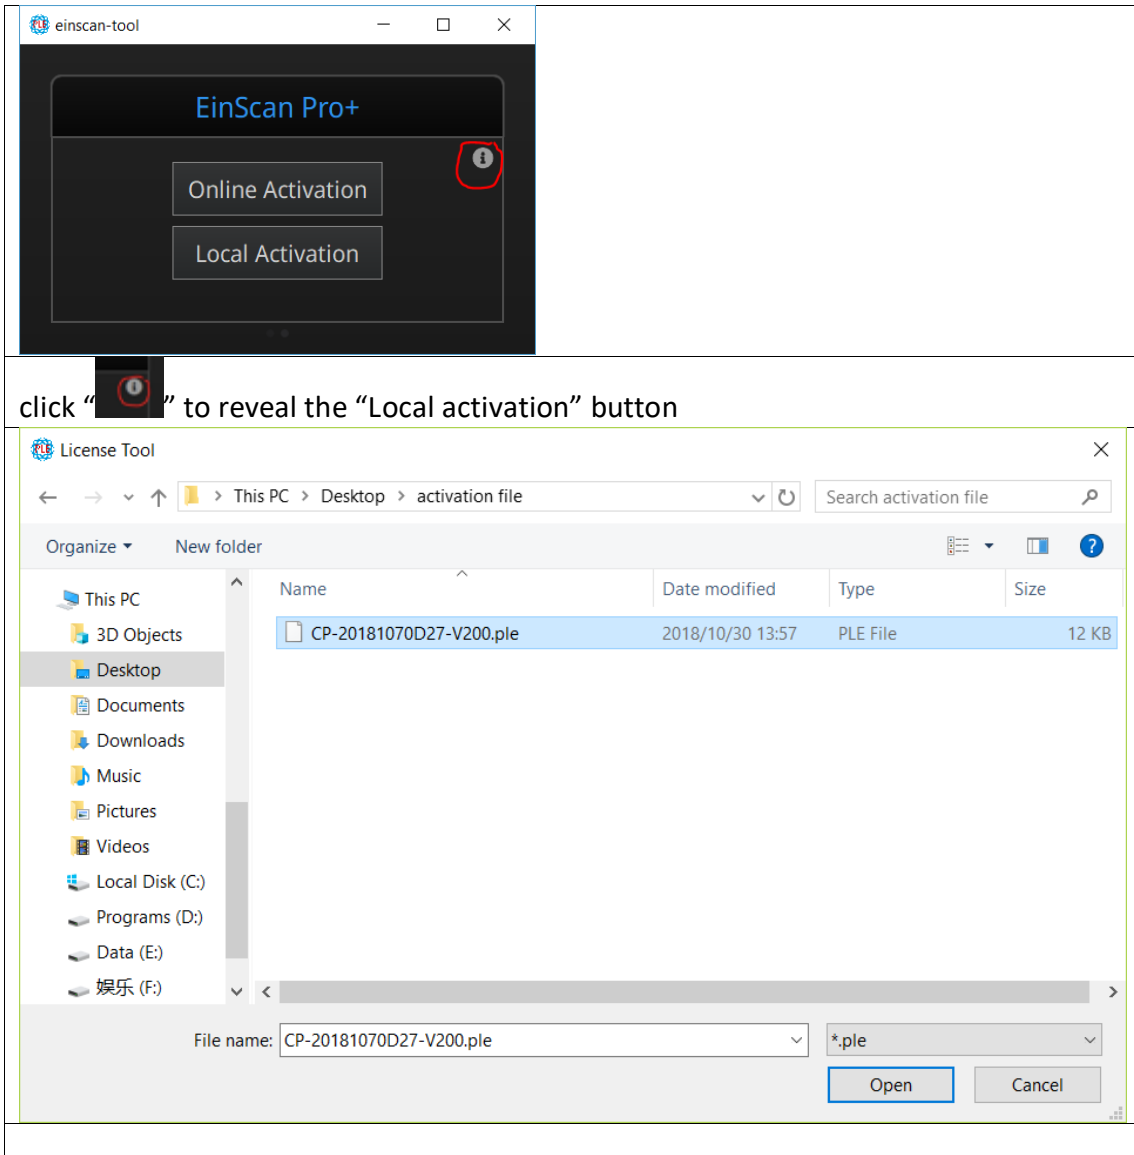 einscan-tool
EinScan Pro+
Online Activation
Local Activation
click “ ” to reveal the “Local activation” button
License Tool
This PC > Desktop > activation file
Search activation file
Organize
New folder
Name Date modified Type Size
This PC
CP-20181070D27-V200.ple 2018/10/30 13:57 PLE File 12 KB
3D Objects
Desktop
Documents
Downloads
Music
Pictures
Videos
Local Disk (C:)
Programs (D:)
Data (E:)
娱乐 (F:)
File name: CP-20181070D27-V200.ple
*.ple
Open
Cancel